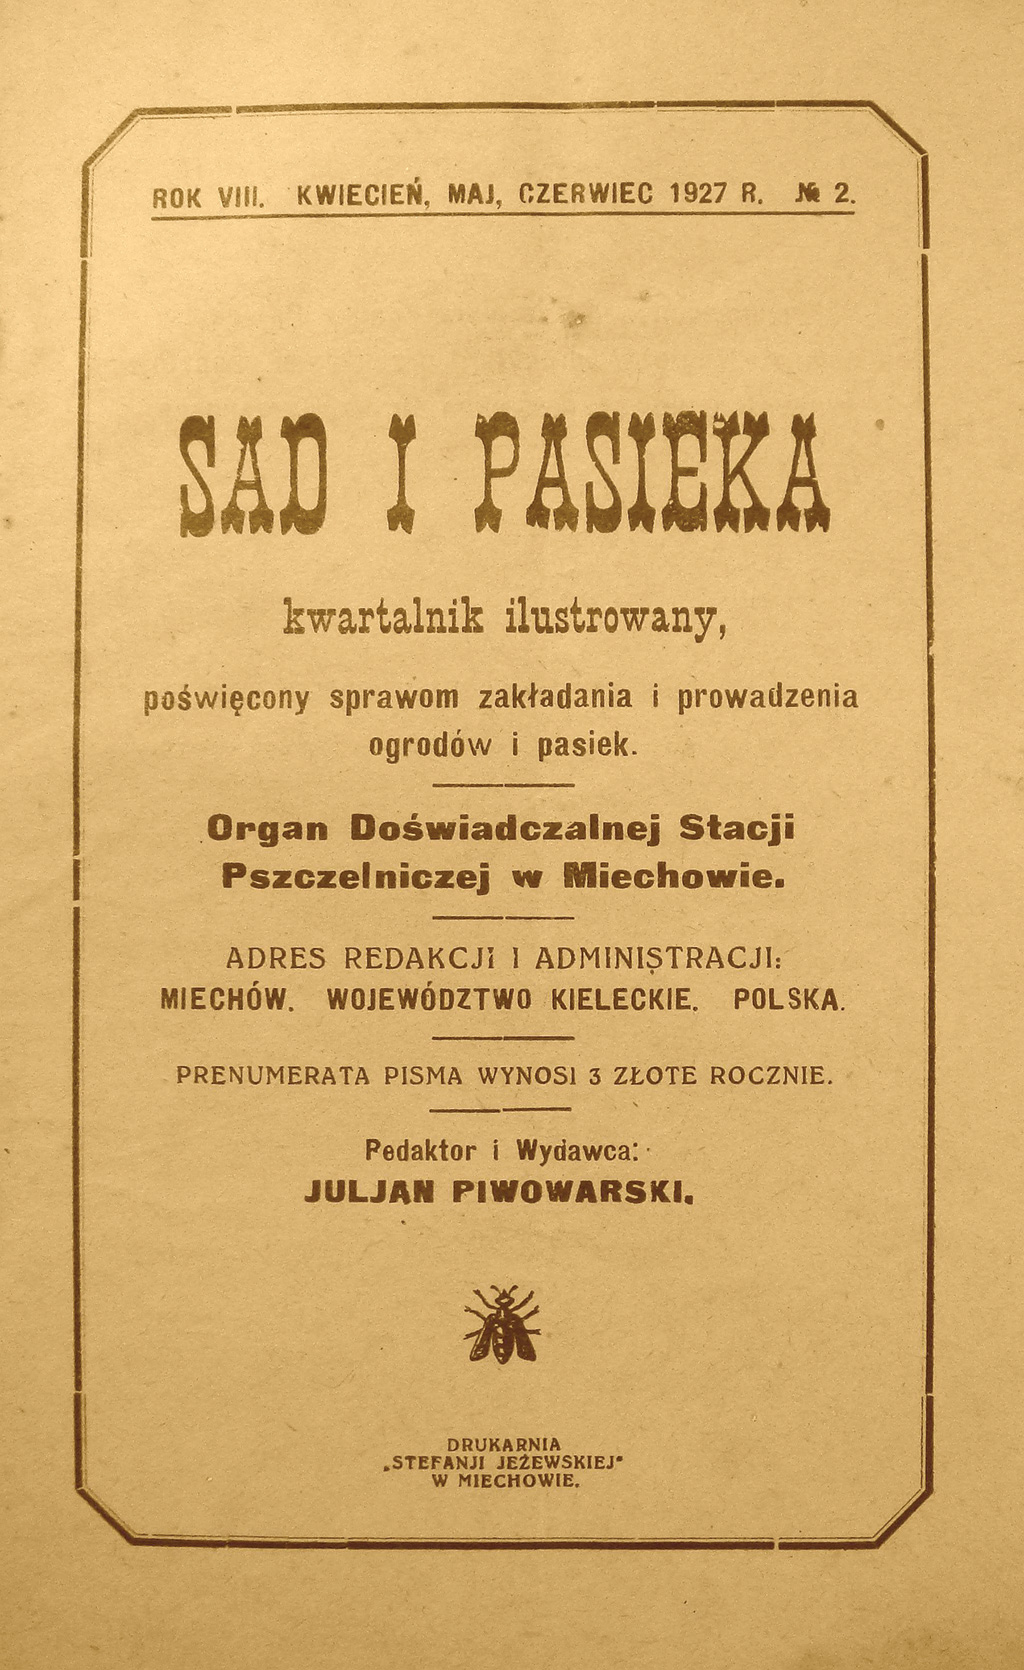 ROK VIII. KWIECIEŃ, MAJ, CZERWIEC 1927 R. № 2.
SAD I PASIEKA
kwartalnik ilustrowany,
poświęcony sprawom zakładania i prowadzenia
ogrodów i pasiek.
Organ Doświadczalnej Stacji
Pszczelniczej w Miechowie.
ADRES REDAKCJI I ADMINISTRACJI:
MIECHÓW. WOJEWÓDZTWO KIELECKIE. POLSKA.
PRENUMERATA PISMA WYNOSI 3 ZŁOTE ROCZNIE.
Pedaktor i Wydawca:
JULJAN PIWOWARSKI.
DRUKARNIA
„STEFANJI JEŻEWSKIEJ"
W MIECHOWIE.